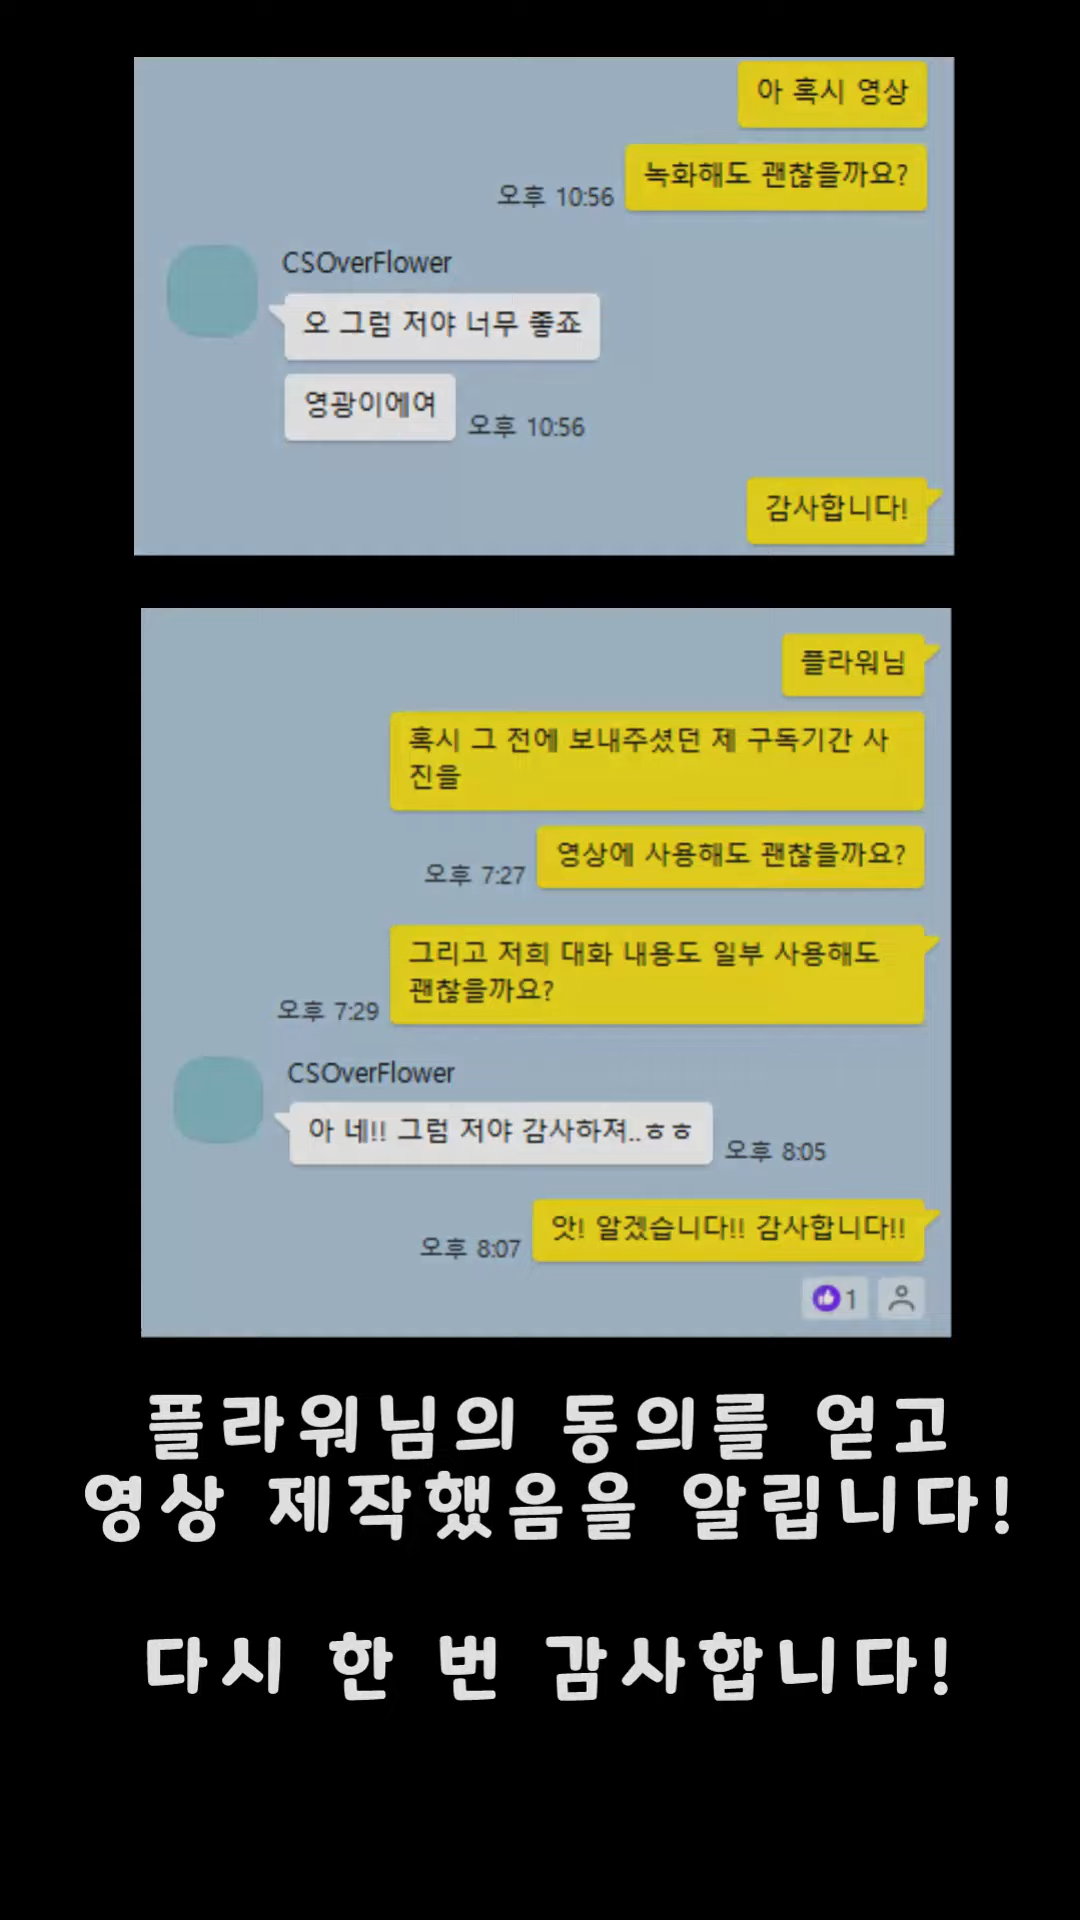 아 혹시 영상
녹화해도 괜찮을까요?
오후 10:56
CSOverFlower
오 그럼 저야 너무 좋죠
영광이에여
오후 10:56
감사합니다!
플라워님
혹시 그 전에 보내주셨던 제 구독기간 사
진을
영상에 사용해도 괜찮을까요?
오후 7:27
그리고 저희 대화 내용도 일부 사용해도
괜찮을까요?
오후 7:29
CSOverFlower
아 네!! 그럼 저야 감사하져..ㅎㅎ
오후 8:05
앗! 알겠습니다!! 감사합니다!!
오후 8:07
1
플라워님의 동의를 얻고
영상 제작했음을 알립니다!
다시 한 번 감사합니다!